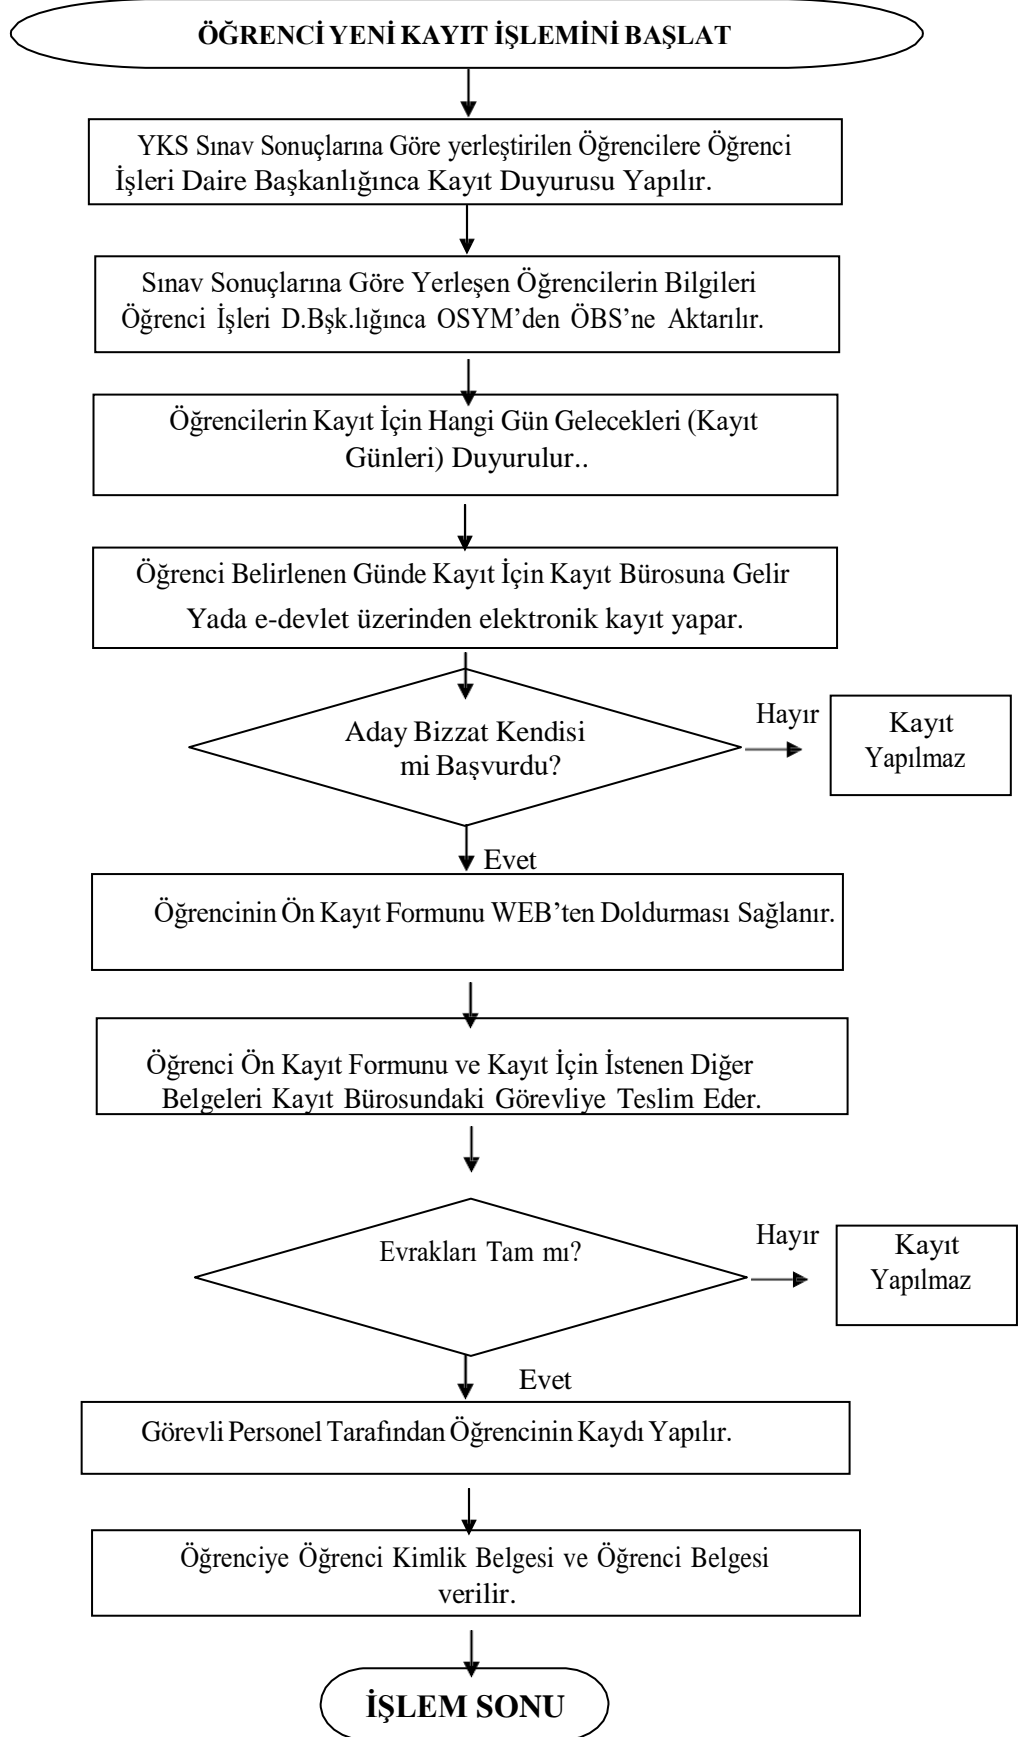 ÖĞRENCİ YENİ KAYIT İŞLEMİNİ BAŞLAT
YKS Sınav Sonuçlarına Göre yerleştirilen Öğrencilere Öğrenci
İşleri Daire Başkanlığınca Kayıt Duyurusu Yapılır.
Sınav Sonuçlarına Göre Yerleşen Öğrencilerin Bilgileri
Öğrenci İşleri D.Bşk.lığınca OSYM’den ÖBS’ne Aktarılır.
Öğrencilerin Kayıt İçin Hangi Gün Gelecekleri (Kayıt
Günleri) Duyurulur..
Öğrenci Belirlenen Günde Kayıt İçin Kayıt Bürosuna Gelir
Yada e-devlet üzerinden elektronik kayıt yapar.
Aday Bizzat Kendisi
mi Başvurdu?
Hayır
Kayıt
Yapılmaz
Evet
Öğrencinin Ön Kayıt Formunu WEB’ten Doldurması Sağlanır.
Öğrenci Ön Kayıt Formunu ve Kayıt İçin İstenen Diğer
Belgeleri Kayıt Bürosundaki Görevliye Teslim Eder.
Evrakları Tam mı?
Hayır
Kayıt
Yapılmaz
Evet
Görevli Personel Tarafından Öğrencinin Kaydı Yapılır.
Öğrenciye Öğrenci Kimlik Belgesi ve Öğrenci Belgesi
verilir.
İŞLEM SONU